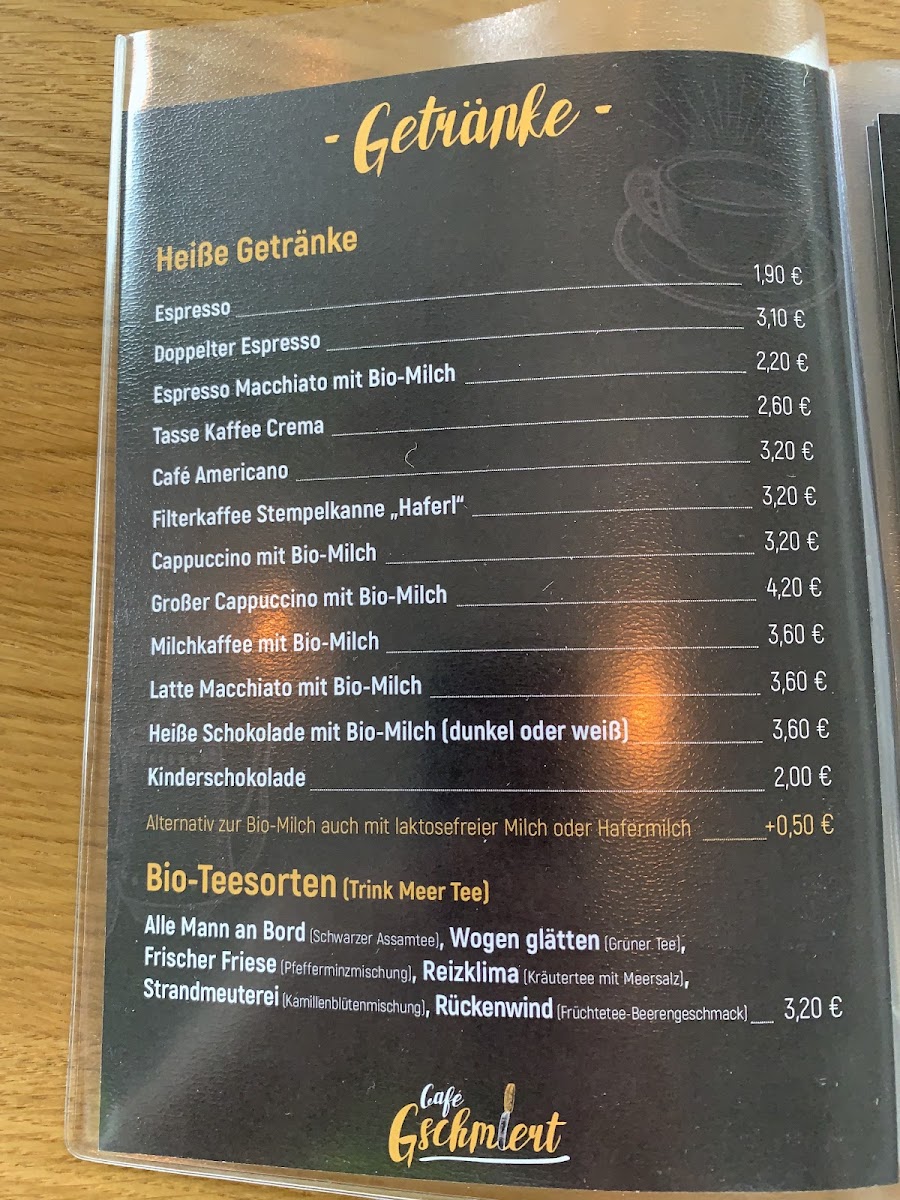 - Getränke -
Heiße Getränke
Espresso 1,90 €
Doppelter Espresso 3,10 €
Espresso Macchiato mit Bio-Milch 2,20 €
Tasse Kaffee Crema 2,60 €
Café Americano 3,20 €
Filterkaffee Stempelkanne „Haferl“ 3,20 €
Cappuccino mit Bio-Milch 3,20 €
Großer Cappuccino mit Bio-Milch 4,20 €
Milchkaffee mit Bio-Milch 3,60 €
Latte Macchiato mit Bio-Milch 3,60 €
Heiße Schokolade mit Bio-Milch (dunkel oder weiß) 3,60 €
Kinderschokolade 2,00 €
Alternativ zur Bio-Milch auch mit laktosefreier Milch oder Hafermilch +0,50 €
Bio-Teesorten (Trink Meer Tee)
Alle Mann an Bord (Schwarzer Assamtee), Wogen glätten (Grüner Tee),
Frischer Friese (Pfefferminzmischung), Reizklima (Kräutertee mit Meersalz),
Strandmeuterei (Kamillenblütenmischung), Rückenwind (Früchtetee-Beerengeschmack) 3,20 €
Café
Gschmiert